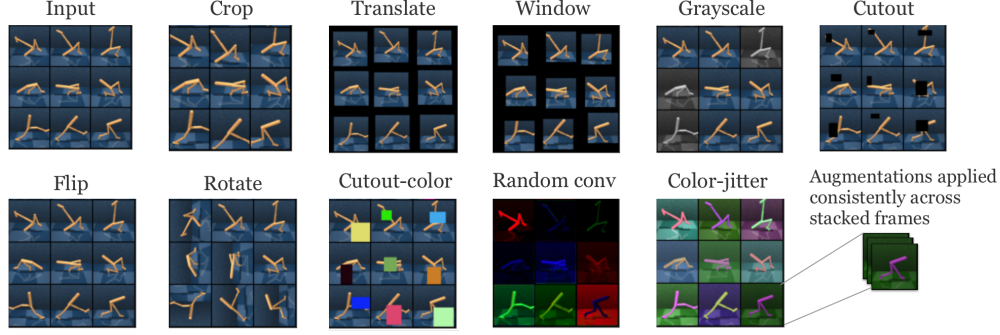 Input
Crop
Translate
Window
Grayscale
Cutout
Flip
Rotate
Cutout-color
Random conv
Color-jitter
Augmentations applied
consistently across
stacked frames